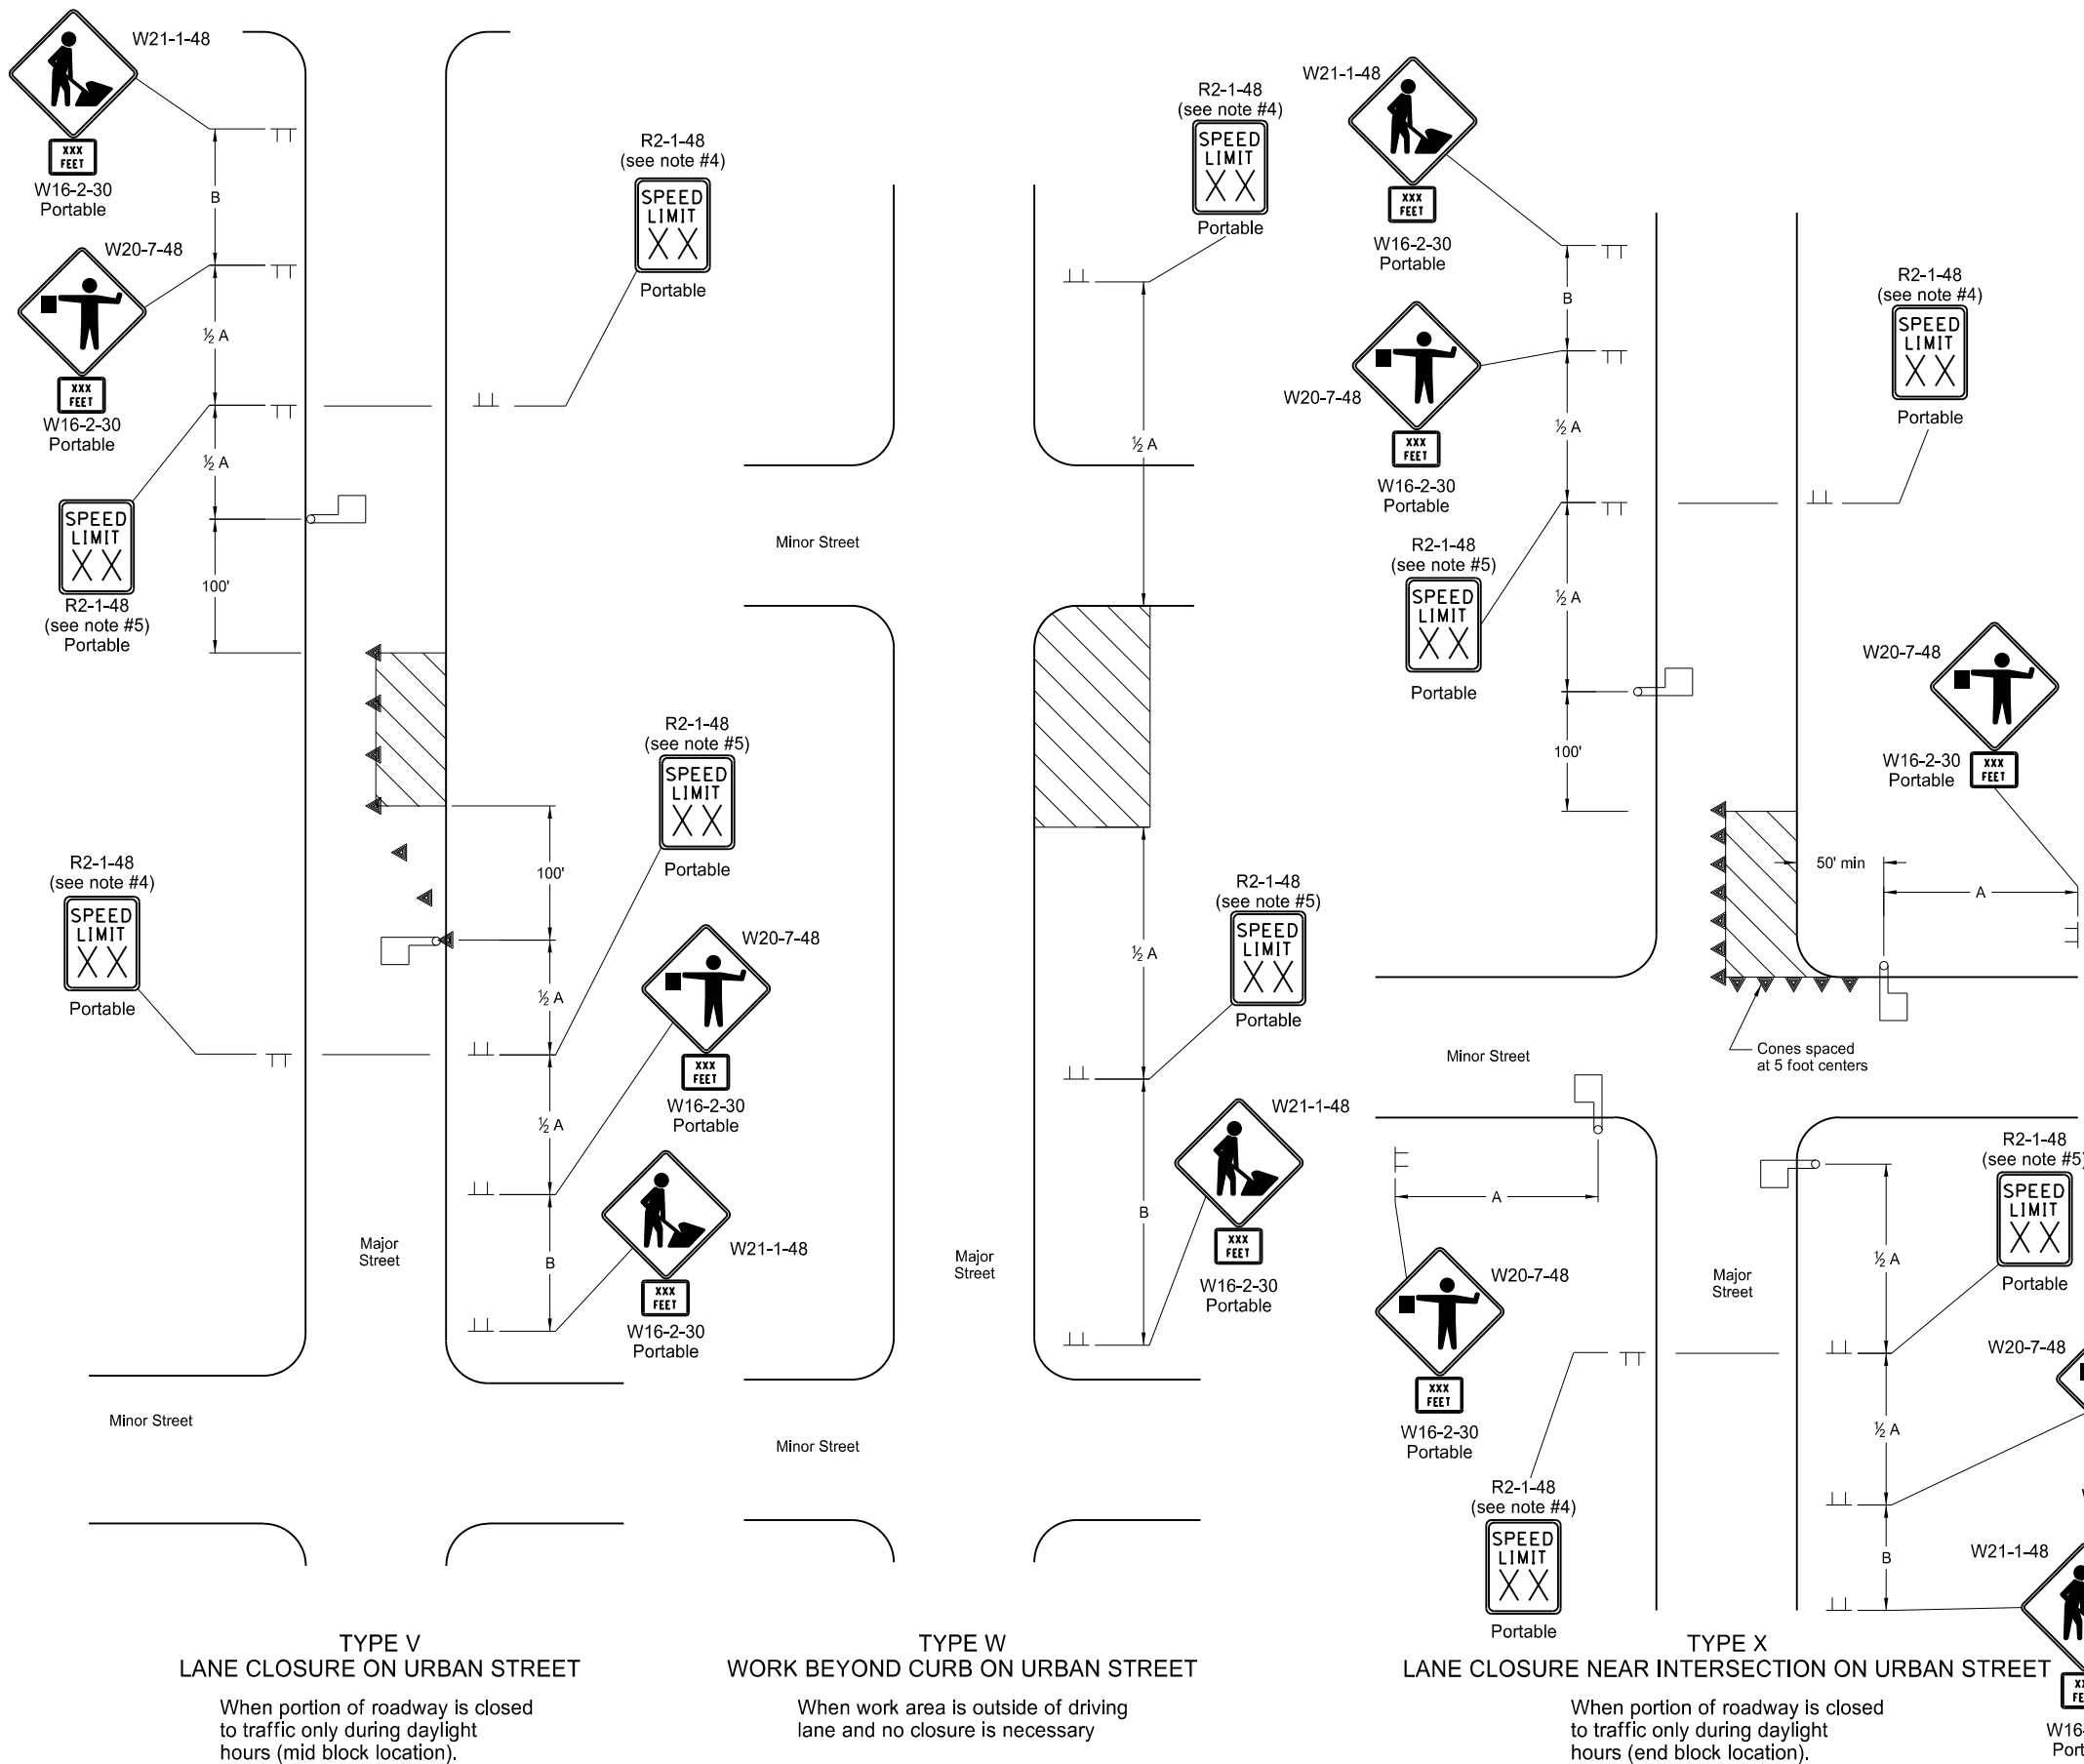 W21-1-48
XXX
FEET
W16-2-30
Portable
B
W20-7-48
XXX
FEET
W16-2-30
Portable
½ A
½ A
SPEED
LIMIT
XX
R2-1-48
(see note #5)
Portable
100'
R2-1-48
(see note #4)
SPEED
LIMIT
XX
Portable
R2-1-48
(see note #5)
SPEED
LIMIT
XX
Portable
R2-1-48
(see note #4)
SPEED
LIMIT
XX
Portable
100'
½ A
½ A
B
W20-7-48
XXX
FEET
W16-2-30
Portable
W21-1-48
XXX
FEET
W16-2-30
Portable
Major
Street
Minor Street
TYPE V
LANE CLOSURE ON URBAN STREET
When portion of roadway is closed
to traffic only during daylight
hours (mid block location).
R2-1-48
(see note #4)
SPEED
LIMIT
XX
Portable
½ A
Minor Street
½ A
R2-1-48
(see note #5)
SPEED
LIMIT
XX
Portable
B
W21-1-48
XXX
FEET
W16-2-30
Portable
Major
Street
Minor Street
TYPE W
WORK BEYOND CURB ON URBAN STREET
When work area is outside of driving
lane and no closure is necessary
W21-1-48
XXX
FEET
W16-2-30
Portable
B
W20-7-48
XXX
FEET
W16-2-30
Portable
½ A
½ A
R2-1-48
(see note #5)
SPEED
LIMIT
XX
Portable
100'
R2-1-48
(see note #4)
SPEED
LIMIT
XX
Portable
W20-7-48
W16-2-30
Portable
XXX
FEET
50' min
A
Minor Street
Cones spaced
at 5 foot centers
A
W20-7-48
XXX
FEET
W16-2-30
Portable
Major
Street
R2-1-48
(see note #5)
SPEED
LIMIT
XX
Portable
½ A
½ A
B
W20-7-48
W21-1-48
R2-1-48
(see note #4)
SPEED
LIMIT
XX
Portable
TYPE X
LANE CLOSURE NEAR INTERSECTION ON URBAN STREET
When portion of roadway is closed
to traffic only during daylight
hours (end block location).